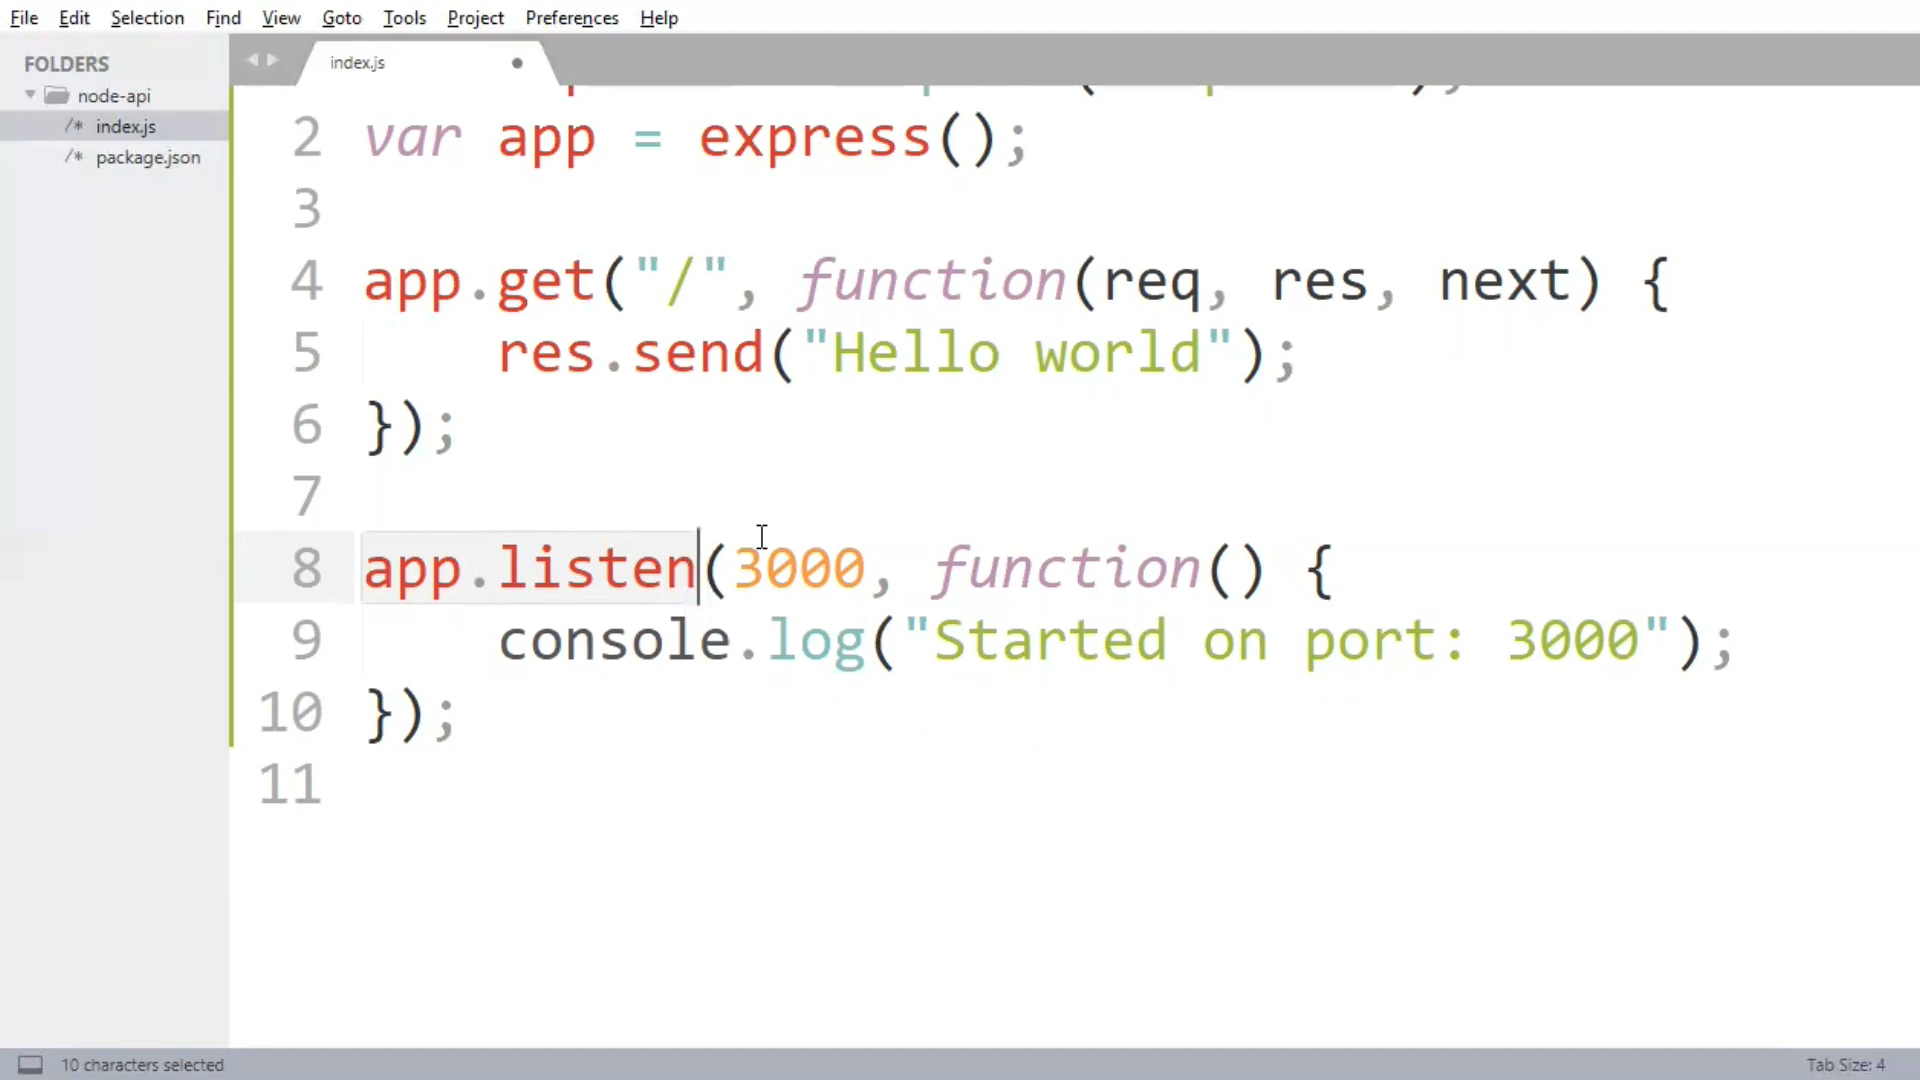 File Edit Selection Find View Goto Tools Project Preferences Help
FOLDERS
node-api
/* index.js
/* package.json
index.js
2 var app = express();
3
4 app.get("/", function(req, res, next) {
5 res.send("Hello world");
6 });
7
8 app.listen(3000, function() {
9 console.log("Started on port: 3000");
10 });
11
10 characters selected
Tab Size: 4